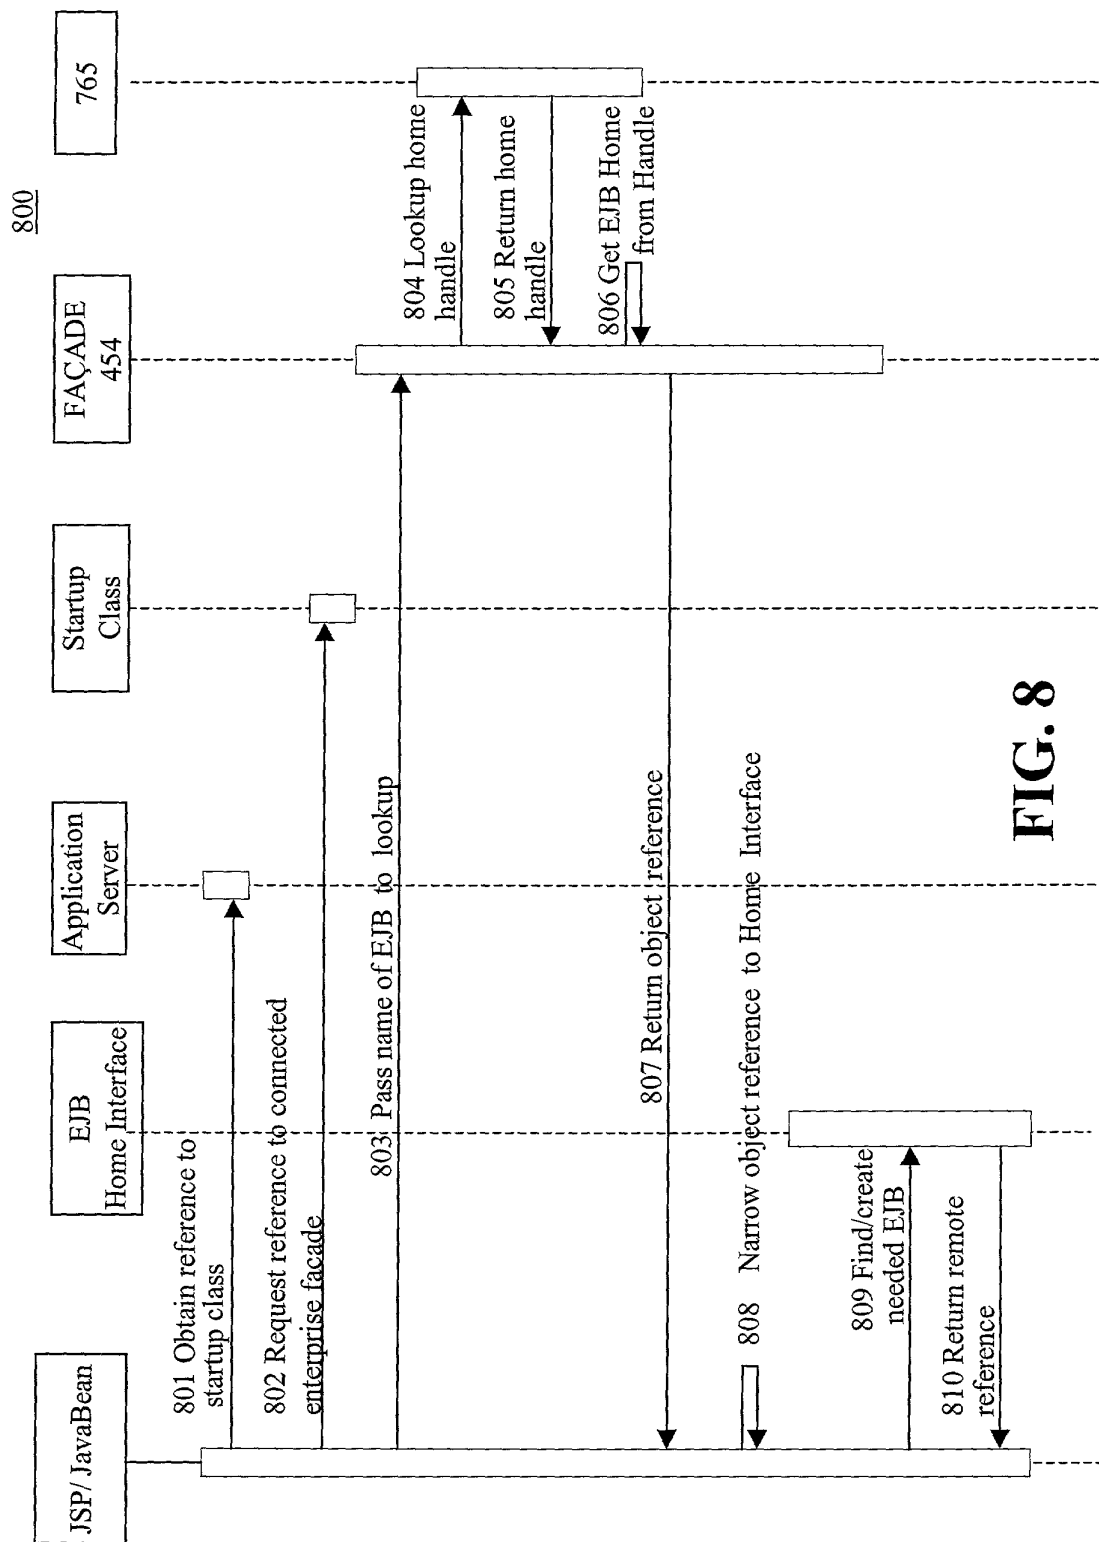 800
JSP/ JavaBean
EJB
Home Interface
Application
Server
Startup
Class
FAÇADE
454
765
801 Obtain reference to
startup class
802 Request reference to connected
enterprise facade
803 Pass name of EJB to lookup
804 Lookup home
handle
805 Return home
handle
806 Get EJB Home
from Handle
807 Return object reference
808 Narrow object reference to Home Interface
809 Find/create
needed EJB
810 Return remote
reference
FIG. 8